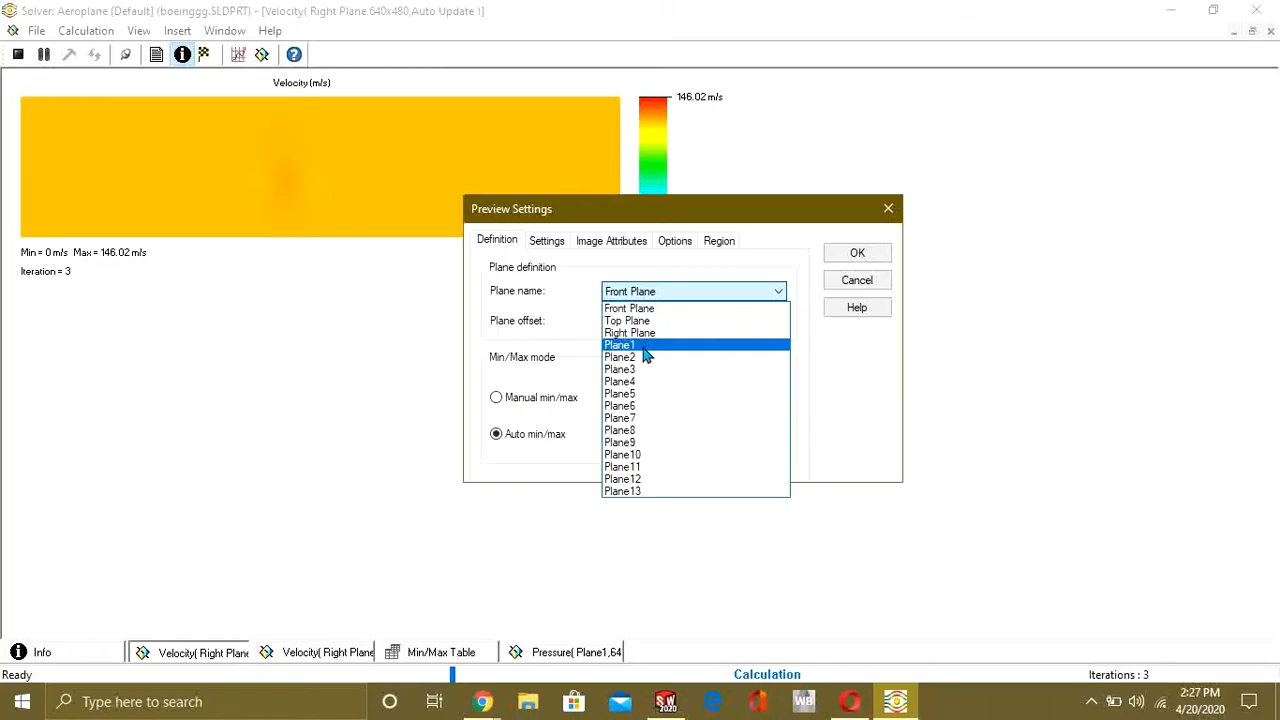 Solver: Aeroplane [Default] (boeinggg.SLDPRT) - [Velocity( Right Plane.640x480,Auto Update !]
File Calculation View Insert Window Help
Velocity (m/s)
146.02 m/s
Min = 0 m/s Max = 146.02 m/s
Iteration = 3
Preview Settings
Definition Settings Image Attributes Options Region
OK
Cancel
Help
Plane definition
Plane name: Front Plane
Plane offset:
Min/Max mode
Manual min/max
Auto min/max
Front Plane
Top Plane
Right Plane
Plane1
Plane2
Plane3
Plane4
Plane5
Plane6
Plane7
Plane8
Plane9
Plane10
Plane11
Plane12
Plane13
Info Velocity( Right Plane Velocity( Right Plane Min/Max Table Pressure( Plane1,64
Ready Calculation Iterations : 3
Type here to search
SW 2020
WB
2:27 PM
4/20/2020